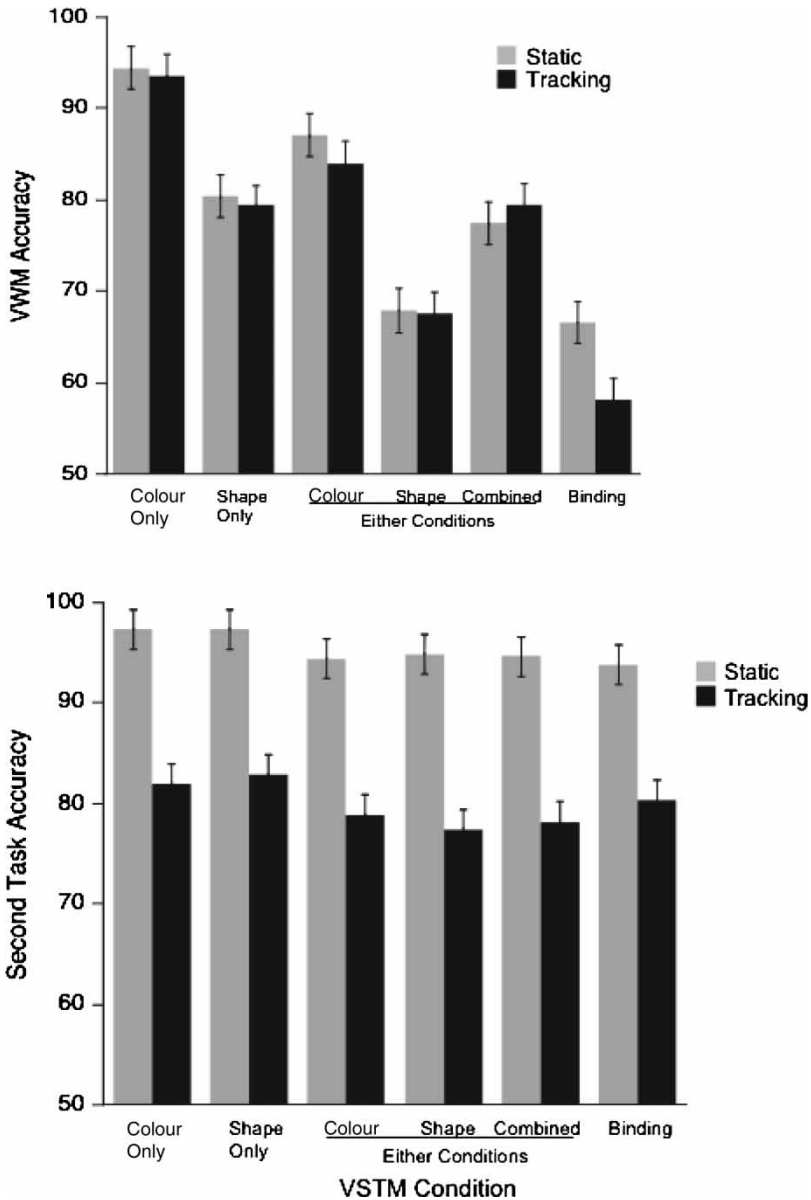 100
90
80
70
60
50
VWM Accuracy
Static
Tracking
Colour Only
Shape Only
Colour
Shape
Combined
Either Conditions
Binding
100
90
80
70
60
50
Second Task Accuracy
Static
Tracking
Colour Only
Shape Only
Colour
Shape
Combined
Either Conditions
Binding
VSTM Condition